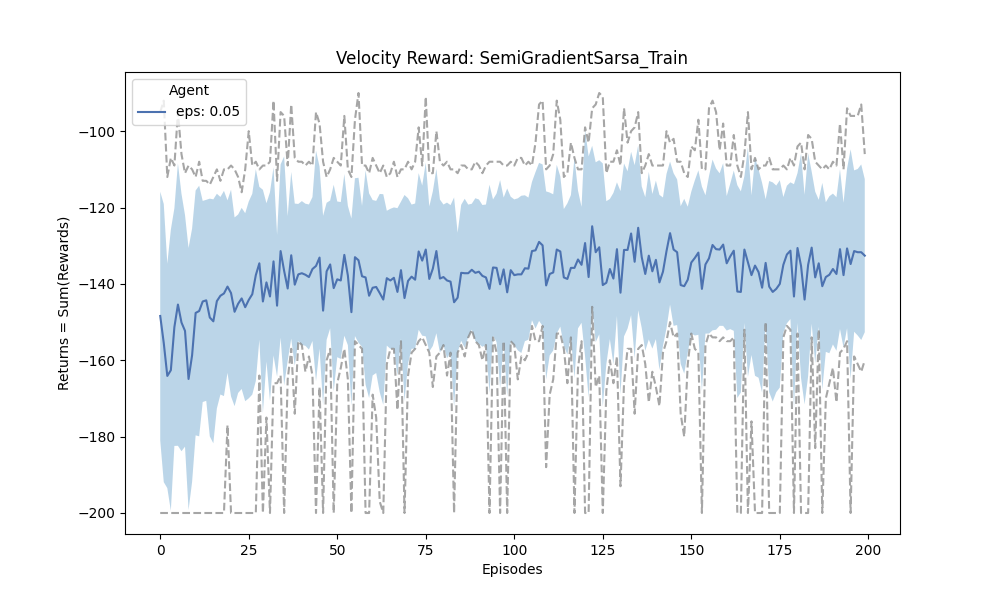 Velocity Reward: SemiGradientSarsa_Train
Agent
eps: 0.05
Returns = Sum(Rewards)
−100
−120
−140
−160
−180
−200
0 25 50 75 100 125 150 175 200
Episodes